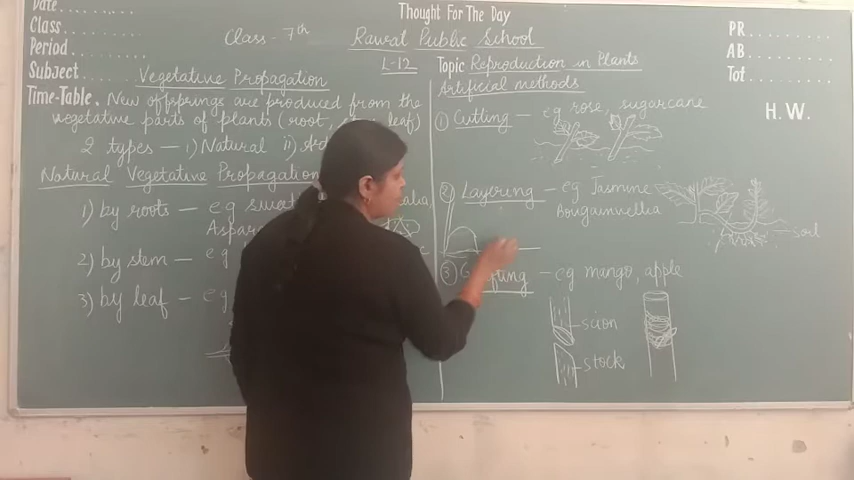 Thought For The Day
Date..........
Class..........
Period..........
Subject......
Time-Table.
Class - 7th
Rawat Public School
L-12
PR..........
AB..........
Tot..........
H.W.
Vegetative Propagation
New offsprings are produced from the
vegetative parts of plants (root, leaf)
2 types - i) Natural ii)
Natural Vegetative Propagation
1) by roots - eg
2) by stem - eg
3) by leaf - eg
Topic Reproduction in Plants
Artificial methods
① Cutting - eg rose, sugarcane
② Layering - eg Jasmine
Bougainvellia
soil
③ - eg mango, apple
scion
stock